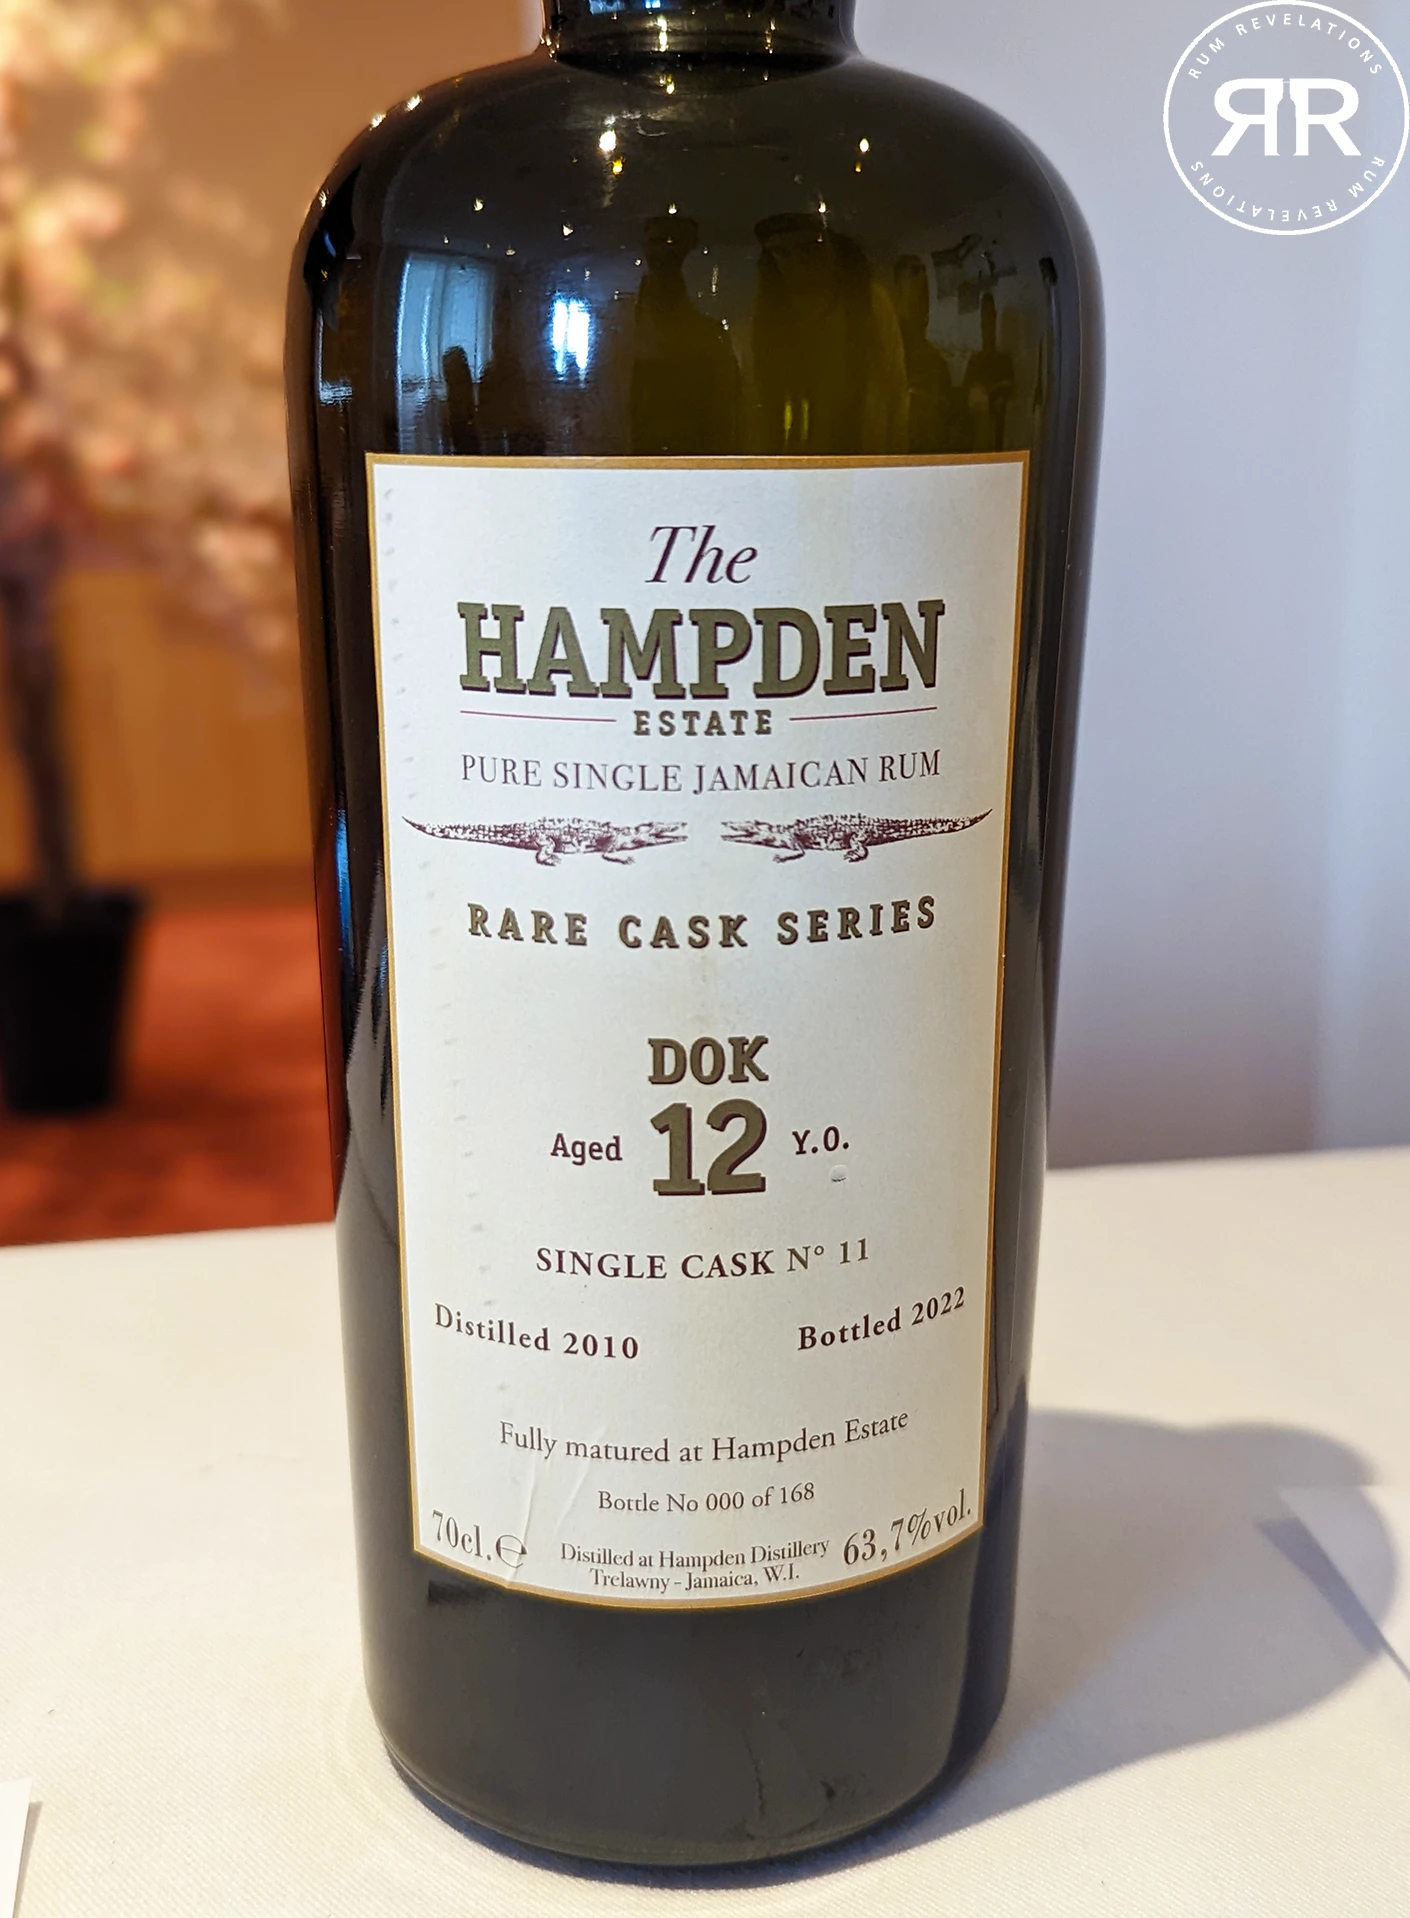 RUM REVELATIONS
RR
RUM REVELATIONS
The
HAMPDEN
ESTATE
PURE SINGLE JAMAICAN RUM
RARE CASK SERIES
DOK
Aged 12 Y.O.
SINGLE CASK N° 11
Distilled 2010 Bottled 2022
Fully matured at Hampden Estate
Bottle No 000 of 168
70cl. ℮ Distilled at Hampden Distillery 63,7%vol.
Trelawny - Jamaica, W.I.